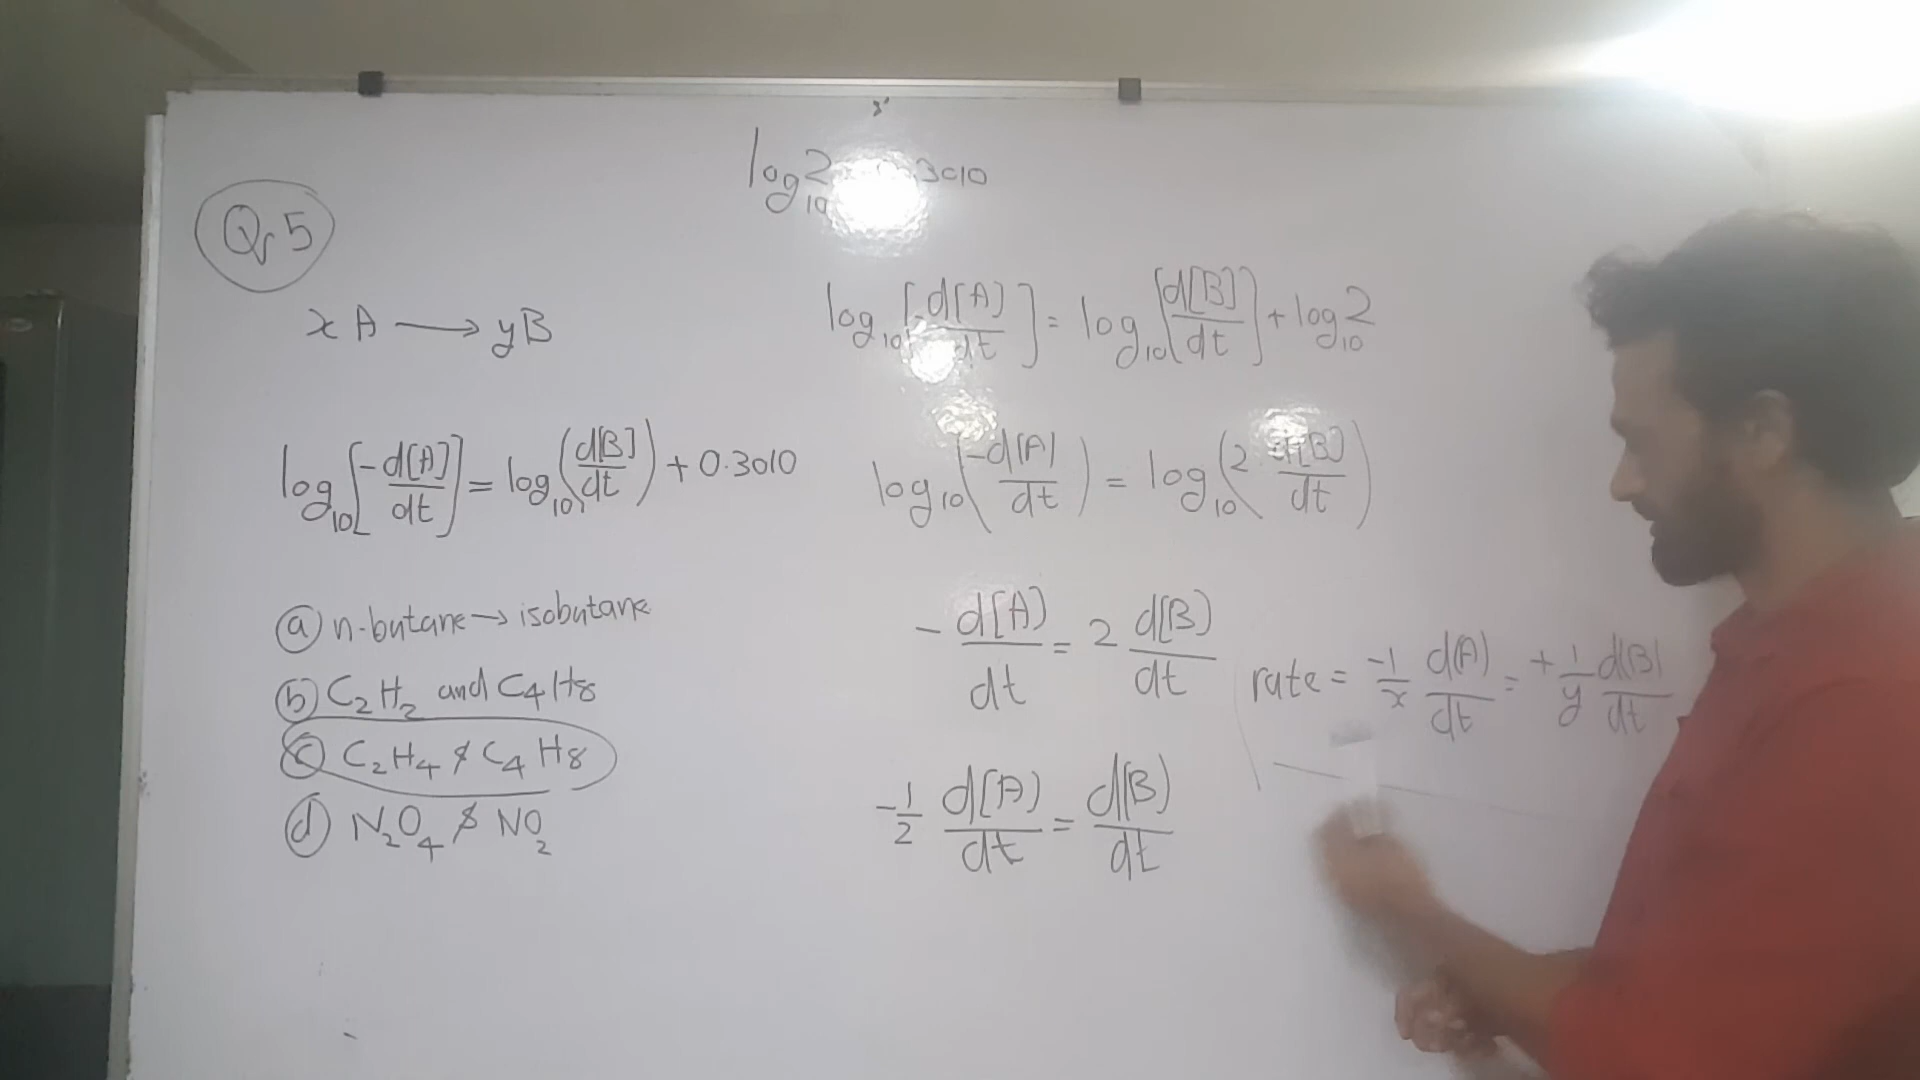 log₁₀2 .3010
Q5
xA → yB
log₁₀[-d[A]/dt] = log₁₀(d[B]/dt) + 0.3010
ⓐ n-butane → isobutane
ⓑ C₂H₂ and C₄H₈
ⓒ C₂H₄ & C₄H₈
ⓓ N₂O₄ & NO₂
log₁₀[-d[A]/dt] = log₁₀[d[B]/dt] + log₁₀2
log₁₀(-d[A]/dt) = log₁₀(2 d[B]/dt)
-d[A]/dt = 2 d[B]/dt
rate = -1/x d[A]/dt = +1/y d[B]/dt
-1/2 d[A]/dt = d[B]/dt